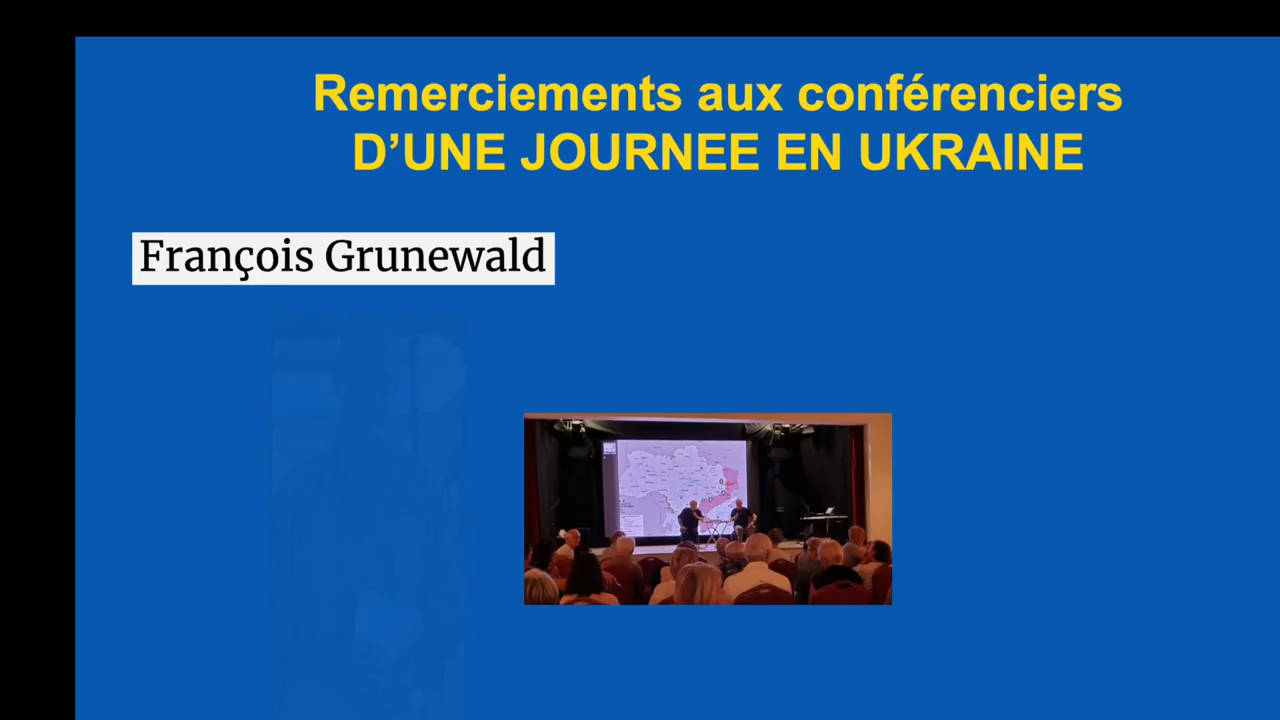 Remerciements aux conférenciers
D’UNE JOURNEE EN UKRAINE
François Grunewald